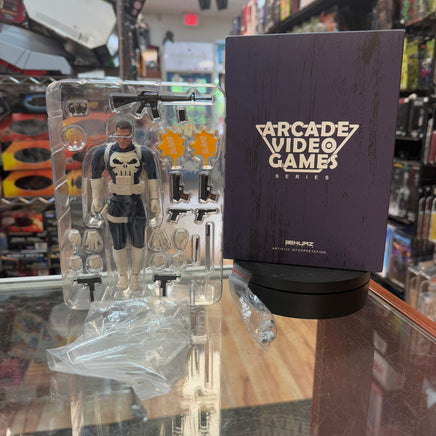 ARCADE
VIDEO
GAMES
SERIES
ARTISTIC INTERPRETATION